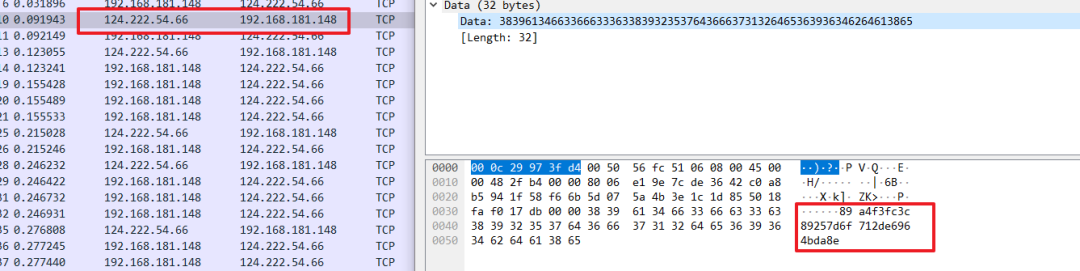 6 0.031896 192.168.181.148 124.222.54.66 TCP
10 0.091943 124.222.54.66 192.168.181.148 TCP
11 0.092149 192.168.181.148 124.222.54.66 TCP
13 0.123055 124.222.54.66 192.168.181.148 TCP
14 0.123241 192.168.181.148 124.222.54.66 TCP
19 0.155428 192.168.181.148 124.222.54.66 TCP
20 0.155489 192.168.181.148 124.222.54.66 TCP
21 0.155533 192.168.181.148 124.222.54.66 TCP
25 0.215028 124.222.54.66 192.168.181.148 TCP
26 0.215246 192.168.181.148 124.222.54.66 TCP
28 0.246232 124.222.54.66 192.168.181.148 TCP
29 0.246422 192.168.181.148 124.222.54.66 TCP
31 0.246732 192.168.181.148 124.222.54.66 TCP
32 0.246931 192.168.181.148 124.222.54.66 TCP
35 0.276808 124.222.54.66 192.168.181.148 TCP
36 0.277245 192.168.181.148 124.222.54.66 TCP
37 0.277440 192.168.181.148 124.222.54.66 TCP
Data (32 bytes)
Data: 3839613466336663336338393235376436663731326465363936346264613865
[Length: 32]
0000 00 0c 29 97 3f d4 00 50 56 fc 51 06 08 00 45 00 ··)·?··P V·Q···E·
0010 00 48 2f b4 00 00 80 06 e1 9e 7c de 36 42 c0 a8 ·H/····· ··|·6B··
0020 b5 94 1f 58 f6 6b 5d 07 5a 4b 3e 1c 1d 85 50 18 ···X·k]· ZK>···P·
0030 fa f0 17 db 00 00 38 39 61 34 66 33 66 63 33 63 ······89 a4f3fc3c
0040 38 39 32 35 37 64 36 66 37 31 32 64 65 36 39 36 89257d6f 712de696
0050 34 62 64 61 38 65 4bda8e